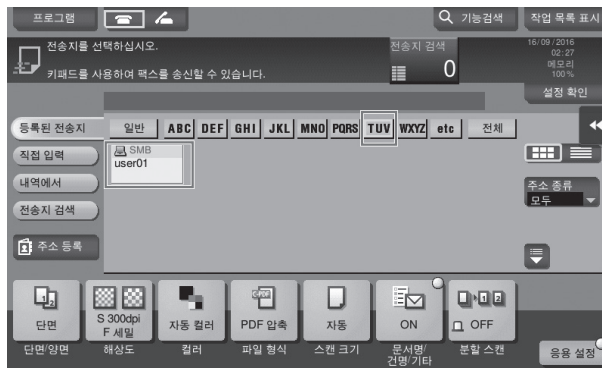 프로그램
기능검색
작업 목록 표시
전송지를 선택하십시오.
키패드를 사용하여 팩스를 송신할 수 있습니다.
전송지 검색
0
16/09/2016
02:27
메모리
100%
설정 확인
등록된 전송지
일반 ABC DEF GHI JKL MNO PQRS TUV WXYZ etc 전체
직접 입력
내역에서
전송지 검색
주소 등록
SMB
user01
주소 종류
모두
단면
S 300dpi
F 세밀
자동 컬러
PDF 압축
자동
ON
OFF
단면/양면
해상도
컬러
파일 형식
스캔 크기
문서명/
건명/기타
분할 스캔
응용 설정